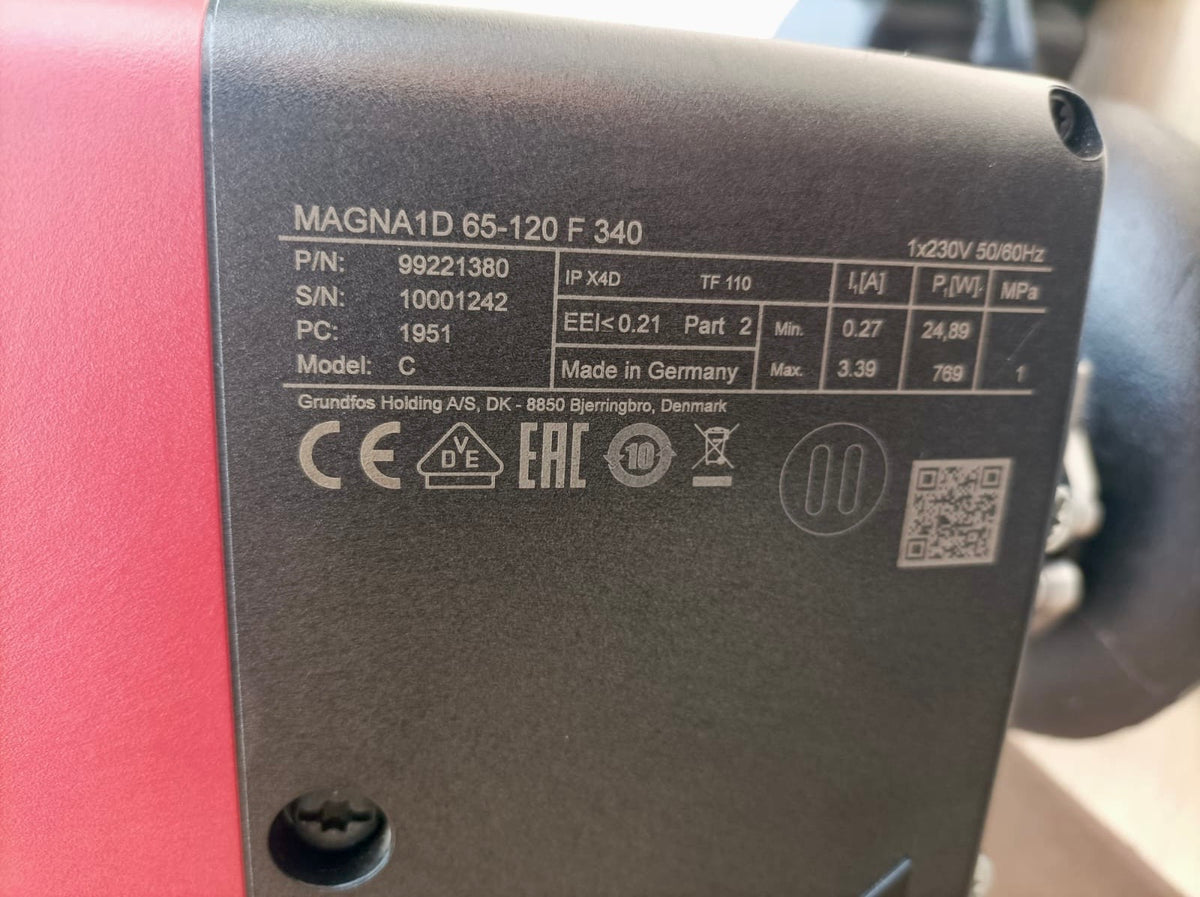 MAGNA1D 65-120 F 340
1x230V 50/60Hz
P/N: 99221380
S/N: 10001242
PC: 1951
Model: C
IP X4D TF 110
EEI<0.21 Part 2
Made in Germany
I₁[A] P₁[W] MPa
Min. 0.27 24,89
Max. 3.39 769 1
Grundfos Holding A/S, DK - 8850 Bjerringbro, Denmark
CE
VDE
EAC
10